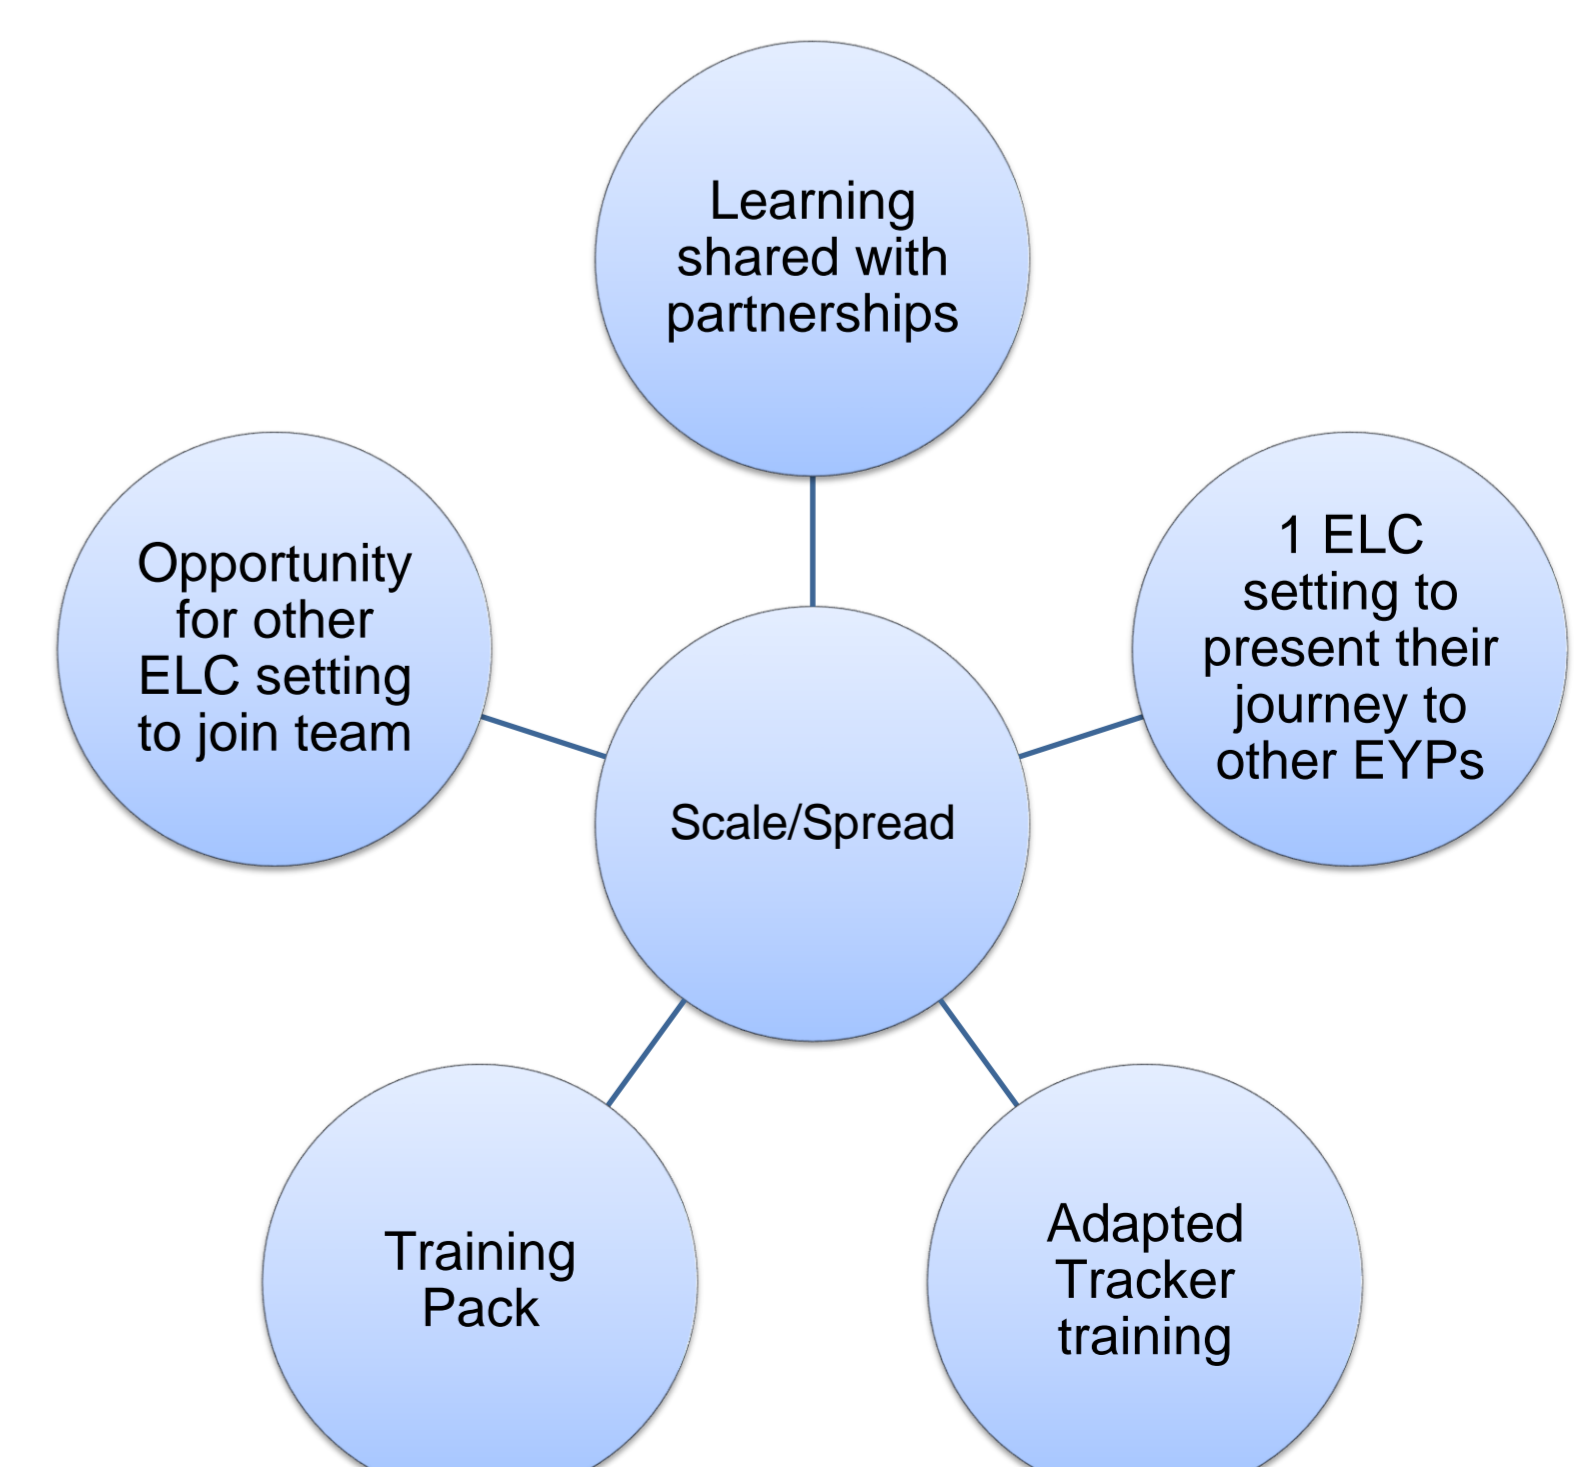 Learning
shared with
partnerships
1 ELC
setting to
present their
journey to
other EYPs
Adapted
Tracker
training
Training
Pack
Opportunity
for other
ELC setting
to join team
Scale/Spread